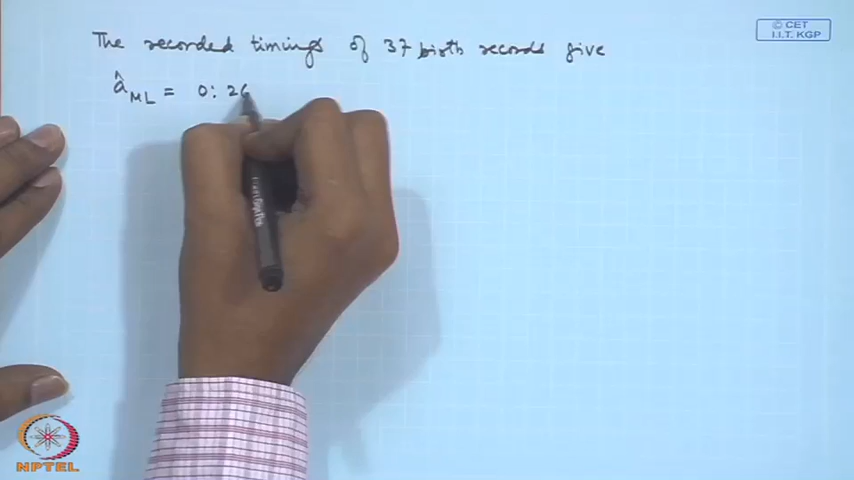 The recorded timings of 37 birth records give
â_ML = 0: 26
© CET
I.I.T. KGP
NPTEL